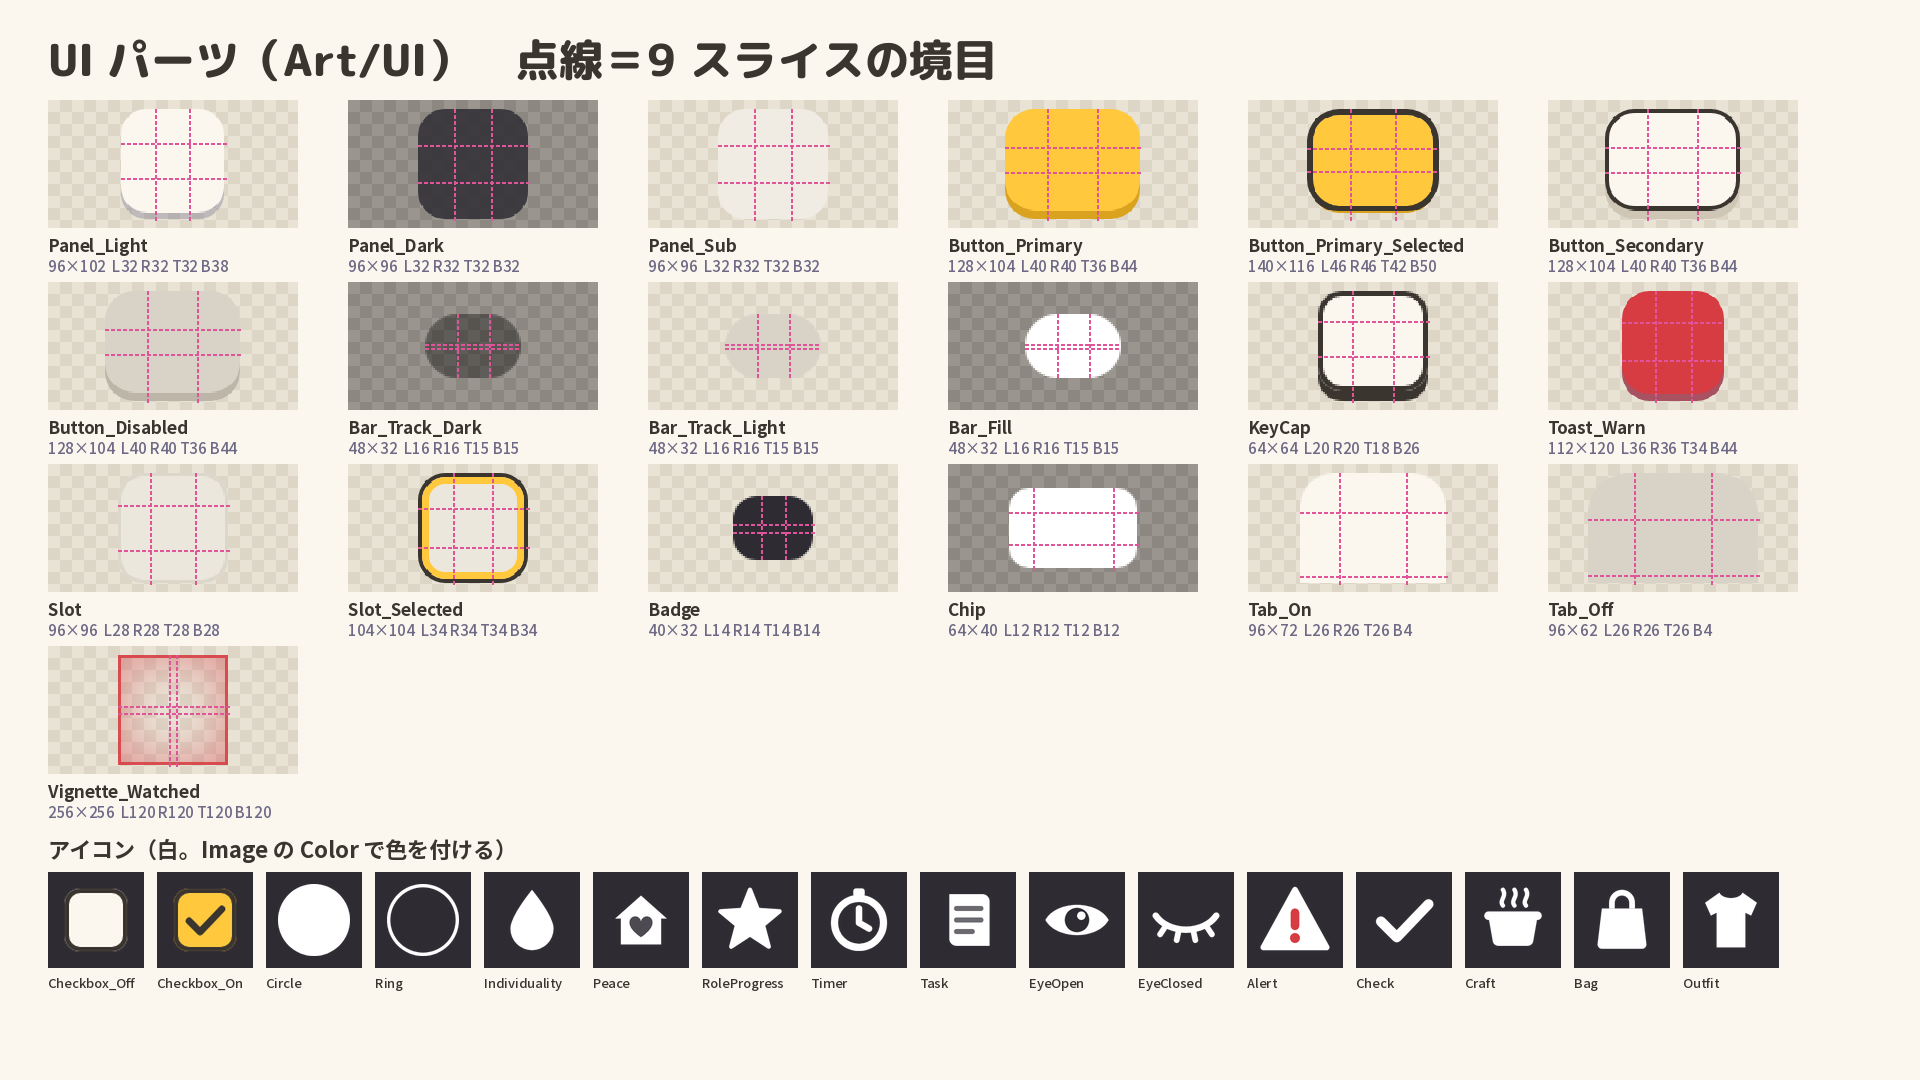 UI パーツ（Art/UI）　点線＝9 スライスの境目
Panel_Light
96×102 L32 R32 T32 B38
Panel_Dark
96×96 L32 R32 T32 B32
Panel_Sub
96×96 L32 R32 T32 B32
Button_Primary
128×104 L40 R40 T36 B44
Button_Primary_Selected
140×116 L46 R46 T42 B50
Button_Secondary
128×104 L40 R40 T36 B44
Button_Disabled
128×104 L40 R40 T36 B44
Bar_Track_Dark
48×32 L16 R16 T15 B15
Bar_Track_Light
48×32 L16 R16 T15 B15
Bar_Fill
48×32 L16 R16 T15 B15
KeyCap
64×64 L20 R20 T18 B26
Toast_Warn
112×120 L36 R36 T34 B44
Slot
96×96 L28 R28 T28 B28
Slot_Selected
104×104 L34 R34 T34 B34
Badge
40×32 L14 R14 T14 B14
Chip
64×40 L12 R12 T12 B12
Tab_On
96×72 L26 R26 T26 B4
Tab_Off
96×62 L26 R26 T26 B4
Vignette_Watched
256×256 L120 R120 T120 B120
アイコン（白。Image の Color で色を付ける）
Checkbox_Off
Checkbox_On
Circle
Ring
Individuality
Peace
RoleProgress
Timer
Task
EyeOpen
EyeClosed
Alert
Check
Craft
Bag
Outfit